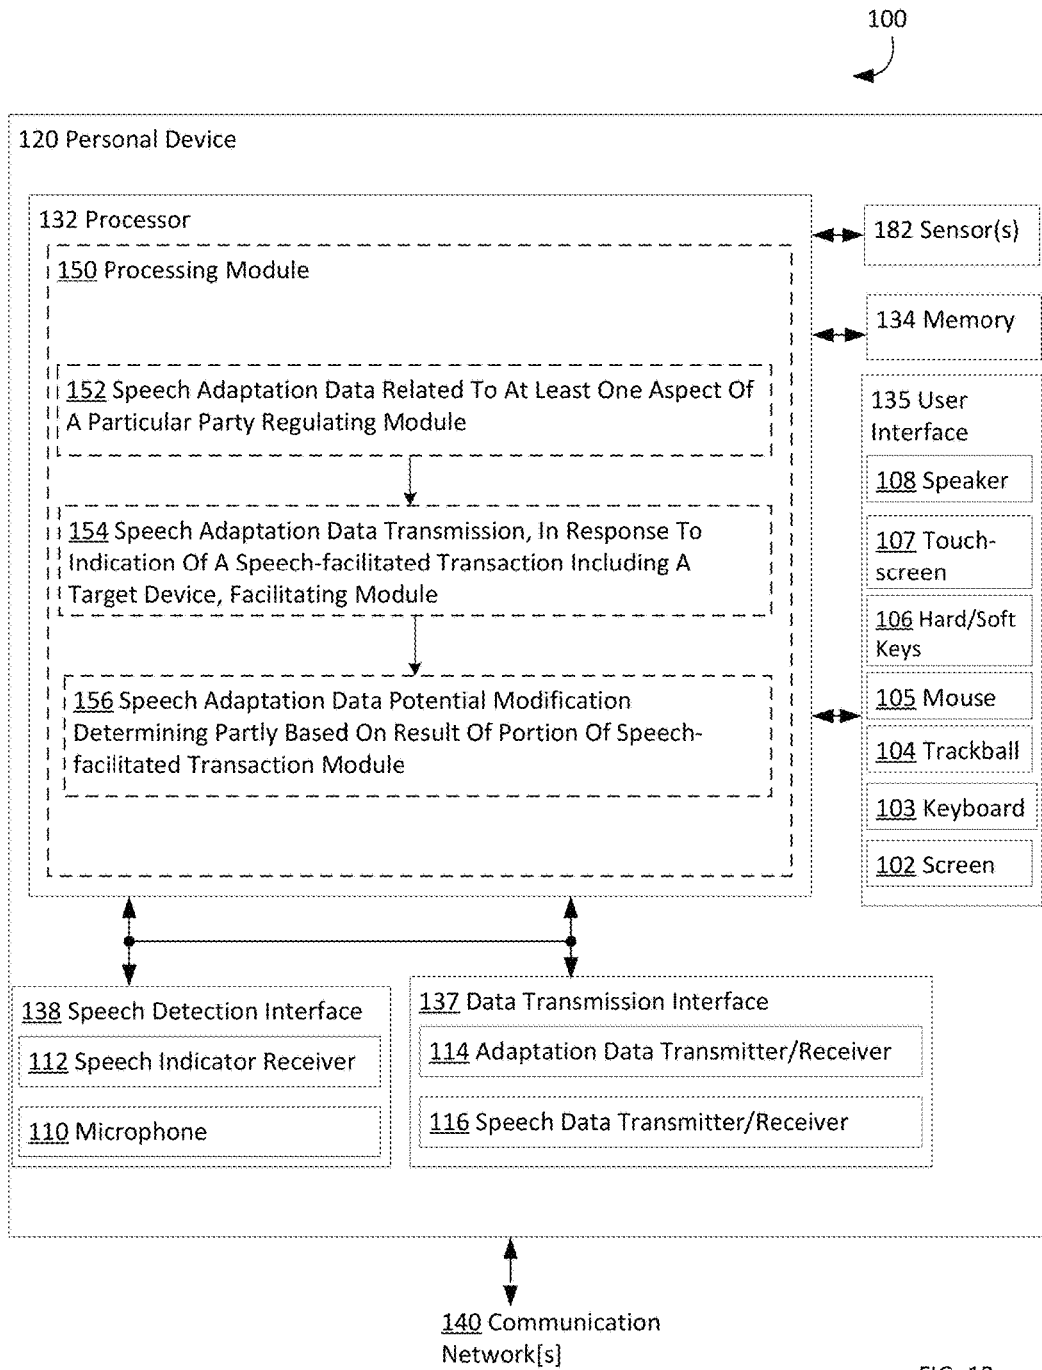 100
120 Personal Device
132 Processor
150 Processing Module
152 Speech Adaptation Data Related To At Least One Aspect Of
A Particular Party Regulating Module
154 Speech Adaptation Data Transmission, In Response To
Indication Of A Speech-facilitated Transaction Including A
Target Device, Facilitating Module
156 Speech Adaptation Data Potential Modification
Determining Partly Based On Result Of Portion Of Speech-
facilitated Transaction Module
182 Sensor(s)
134 Memory
135 User
Interface
108 Speaker
107 Touch-
screen
106 Hard/Soft
Keys
105 Mouse
104 Trackball
103 Keyboard
102 Screen
138 Speech Detection Interface
112 Speech Indicator Receiver
110 Microphone
137 Data Transmission Interface
114 Adaptation Data Transmitter/Receiver
116 Speech Data Transmitter/Receiver
140 Communication
Network[s]